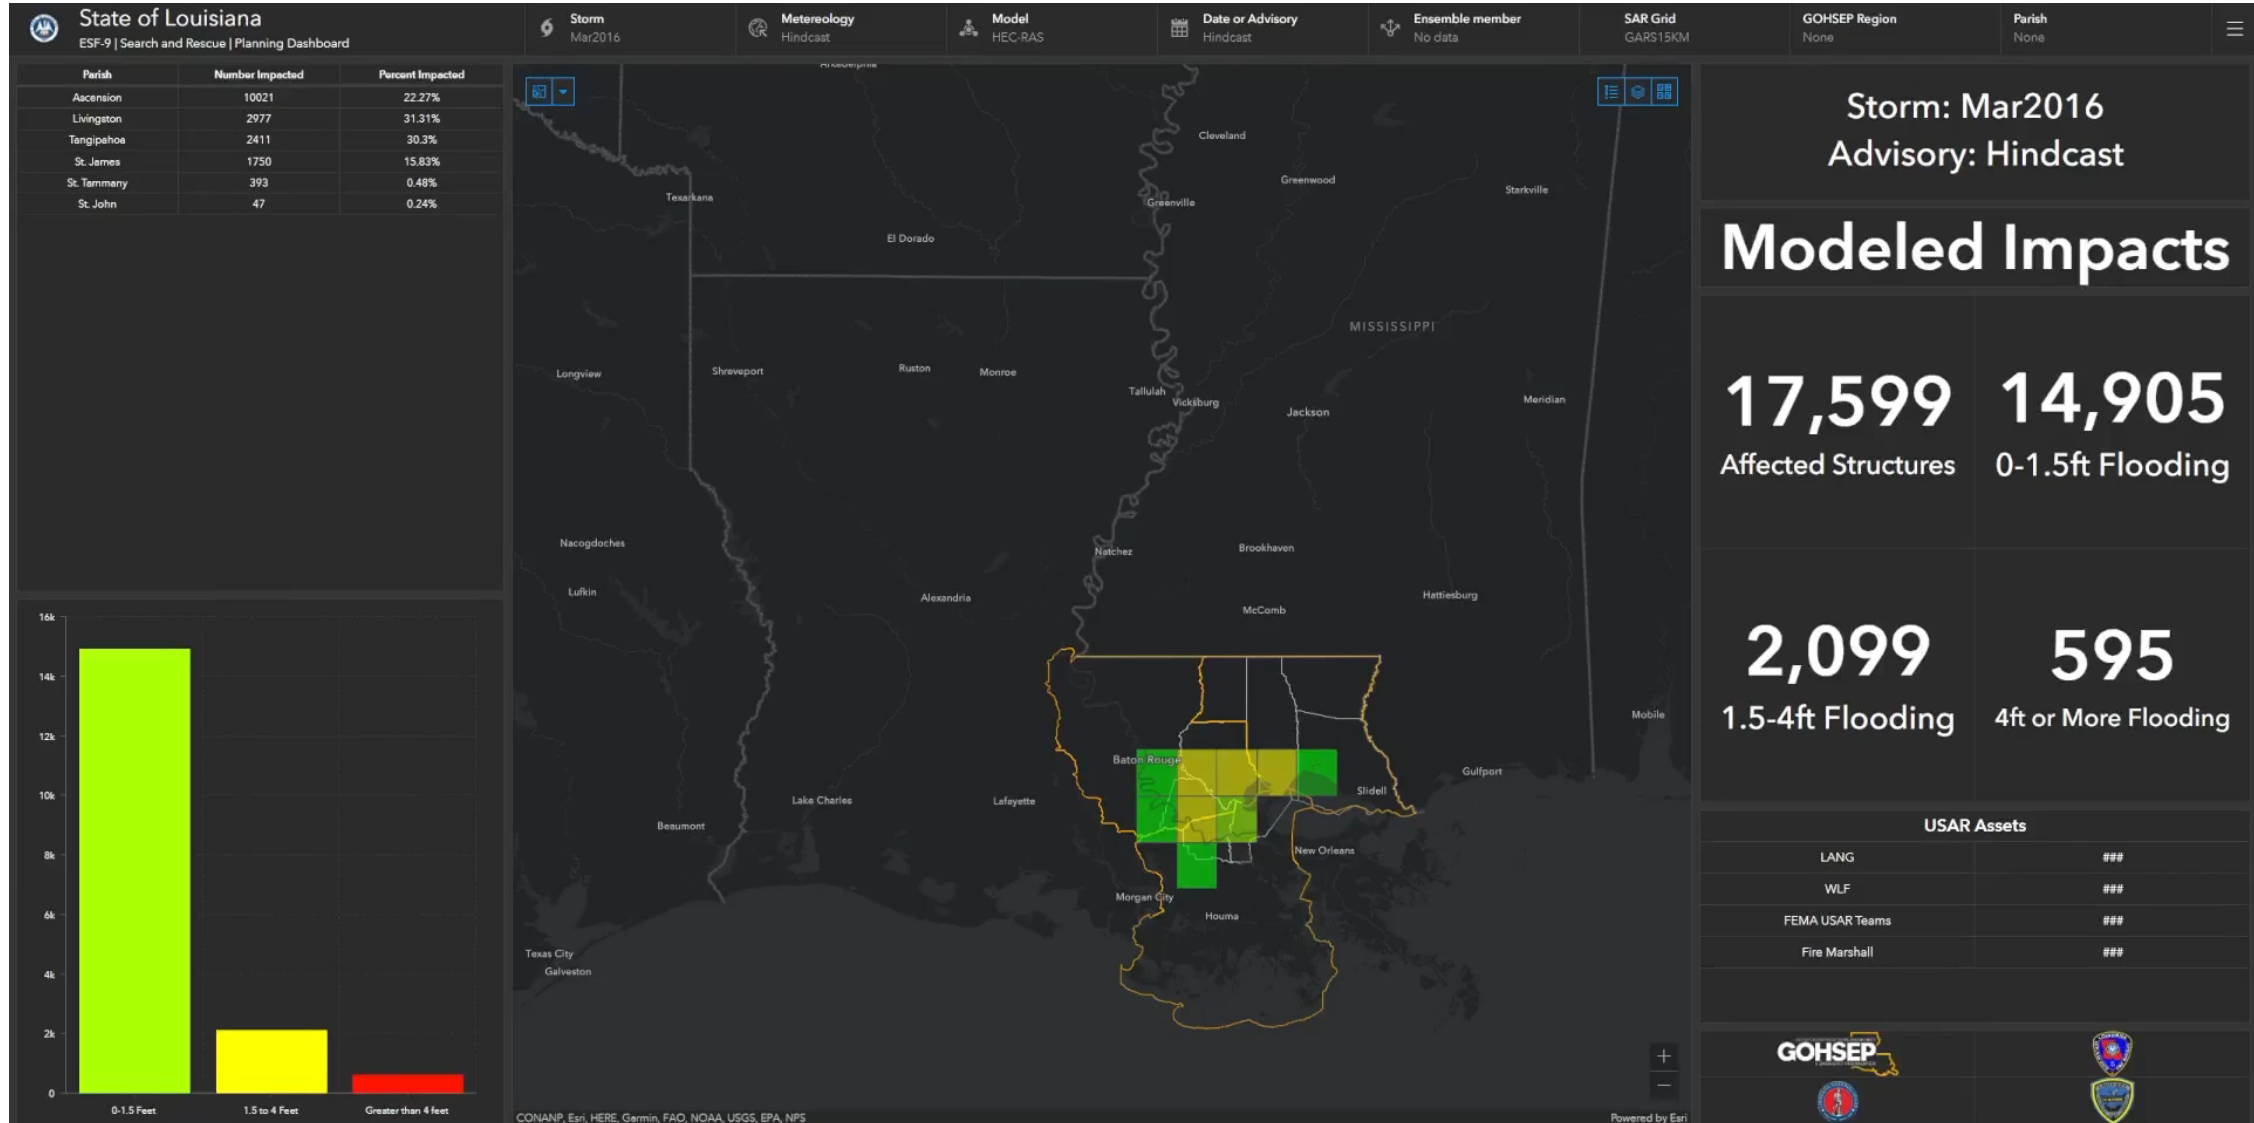 State of Louisiana
ESF-9 | Search and Rescue | Planning Dashboard
Storm
Mar2016
Metereology
Hindcast
Model
HEC-RAS
Date or Advisory
Hindcast
Ensemble member
No data
SAR Grid
GARS15KM
GOHSEP Region
None
Parish
None
Parish Number Impacted Percent Impacted
Ascension 10021 22.27%
Livingston 2977 31.31%
Tangipahoa 2411 30.3%
St. James 1750 15.83%
St. Tammany 393 0.48%
St. John 47 0.24%
16k
14k
12k
10k
8k
6k
4k
2k
0
0-1.5 Feet 1.5 to 4 Feet Greater than 4 feet
Arkadelphia
Cleveland
Greenwood
Starkville
Texarkana
Greenville
El Dorado
MISSISSIPPI
Longview
Shreveport
Ruston
Monroe
Tallulah
Vicksburg
Jackson
Meridian
Nacogdoches
Natchez
Brookhaven
Lufkin
Alexandria
McComb
Hattiesburg
Mobile
Baton Rouge
Gulfport
Slidell
Lake Charles
Lafayette
Beaumont
New Orleans
Morgan City
Houma
Texas City
Galveston
CONANP, Esri, HERE, Garmin, FAO, NOAA, USGS, EPA, NPS
Powered by Esri
Storm: Mar2016
Advisory: Hindcast
Modeled Impacts
17,599
Affected Structures
14,905
0-1.5ft Flooding
2,099
1.5-4ft Flooding
595
4ft or More Flooding
USAR Assets
LANG ###
WLF ###
FEMA USAR Teams ###
Fire Marshall ###
GOHSEP